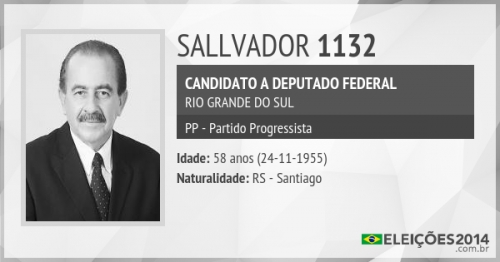 SALLVADOR 1132
CANDIDATO A DEPUTADO FEDERAL
RIO GRANDE DO SUL
PP - Partido Progressista
Idade: 58 anos (24-11-1955)
Naturalidade: RS - Santiago
ELEIÇÕES2014
.com.br